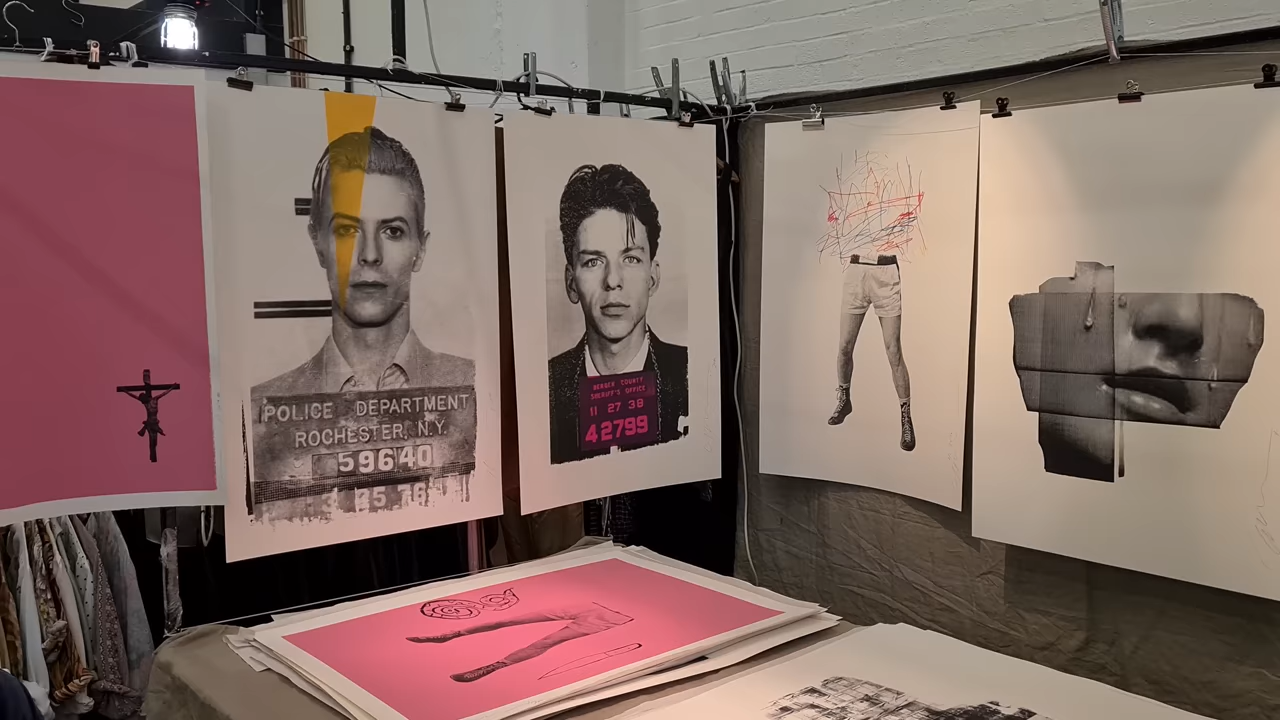 POLICE DEPARTMENT
ROCHESTER, N.Y.
59640
3 25 76
BERGEN COUNTY
SHERIFF'S OFFICE
11 27 38
42799